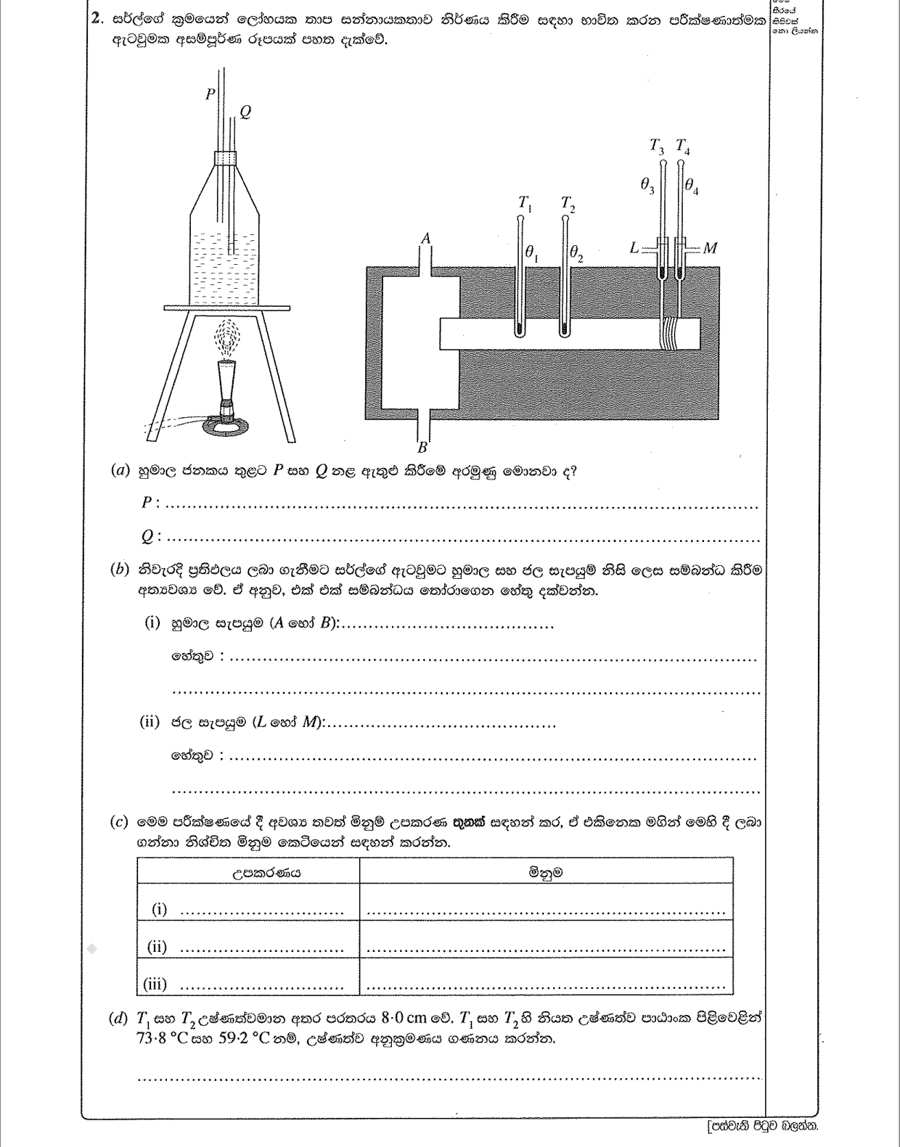 සීරයේ
කිසිවක්
නො ලියන්න
2. සර්ල්ගේ ක්‍රමයෙන් ලෝහයක තාප සන්නායකතාව නිර්ණය කිරීම සඳහා භාවිත කරන පරීක්ෂණාත්මක
ඇටවුමක අසම්පූර්ණ රූපයක් පහත දැක්වේ.
P
Q
T3 T4
θ3 θ4
T1 T2
L M
A
θ1 θ2
B
(a) හුමාල ජනකය තුළට P සහ Q නළ ඇතුළු කිරීමේ අරමුණු මොනවා ද?
P : ................................................
Q : ................................................
(b) නිවැරදි ප්‍රතිඵලය ලබා ගැනීමට සර්ල්ගේ ඇටවුමට හුමාල සහ ජල සැපයුම් නිසි ලෙස සම්බන්ධ කිරීම
අත්‍යවශ්‍ය වේ. ඒ අනුව, එක් එක් සම්බන්ධය තෝරාගෙන හේතු දක්වන්න.
(i) හුමාල සැපයුම (A හෝ B):................................
හේතුව : ................................................
................................................
(ii) ජල සැපයුම (L හෝ M):................................
හේතුව : ................................................
................................................
(c) මෙම පරීක්ෂණයේ දී අවශ්‍ය තවත් මිනුම් උපකරණ තුනක් සඳහන් කර, ඒ එකිනෙක මගින් මෙහි දී ලබා
ගන්නා නිශ්චිත මිනුම කෙටියෙන් සඳහන් කරන්න.
උපකරණය මිනුම
(i) ................................ ................................................
(ii) ................................ ................................................
(iii) ................................ ................................................
(d) T1 සහ T2 උෂ්ණත්වමාන අතර පරතරය 8·0 cm වේ. T1 සහ T2 හි නියත උෂ්ණත්ව පාඨාංක පිළිවෙළින්
73·8 °C සහ 59·2 °C නම්, උෂ්ණත්ව අනුක්‍රමණය ගණනය කරන්න.
................................................
[පස්වැනි පිටුව බලන්න.